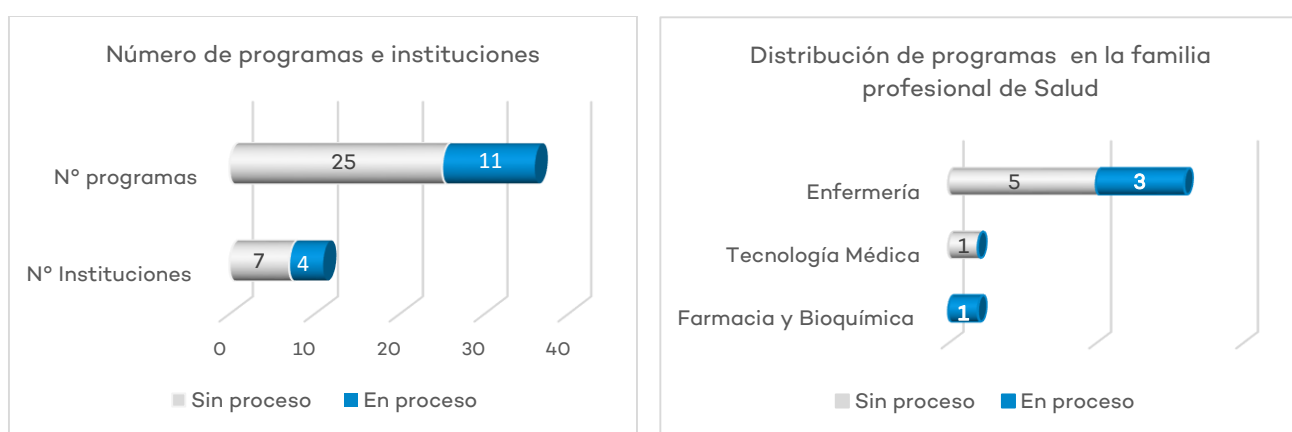 Número de programas e instituciones
N° programas
25
11
N° Instituciones
7
4
0
10
20
30
40
Sin proceso
En proceso
Distribución de programas en la familia
profesional de Salud
Enfermería
5
3
Tecnología Médica
1
Farmacia y Bioquímica
1
Sin proceso
En proceso